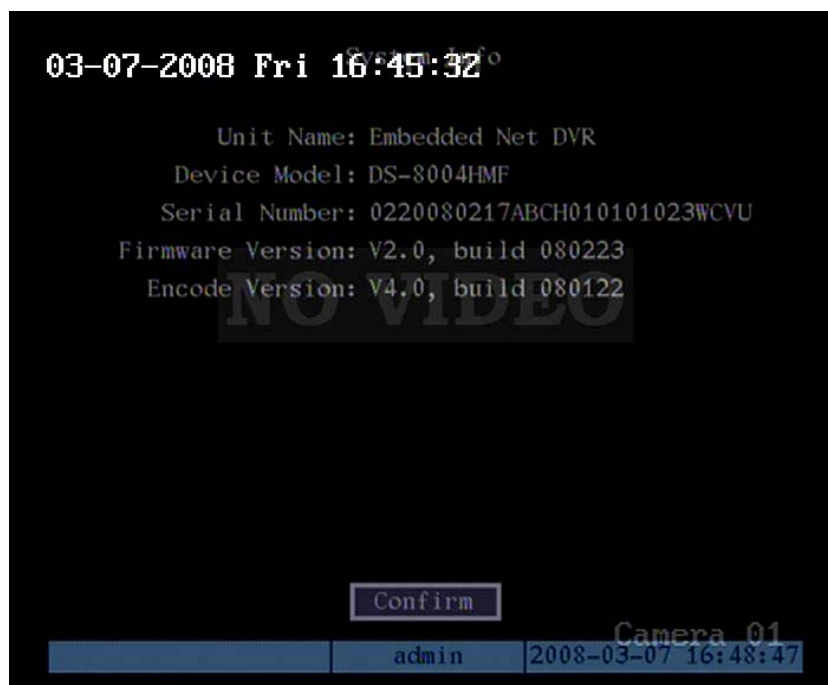 System Info
03-07-2008 Fri 16:45:32
Unit Name: Embedded Net DVR
Device Model: DS-8004HMF
Serial Number: 0220080217ABCH010101023WCVU
Firmware Version: V2.0, build 080223
Encode Version: V4.0, build 080122
NO VIDEO
Confirm
Camera 01
admin 2008-03-07 16:48:47